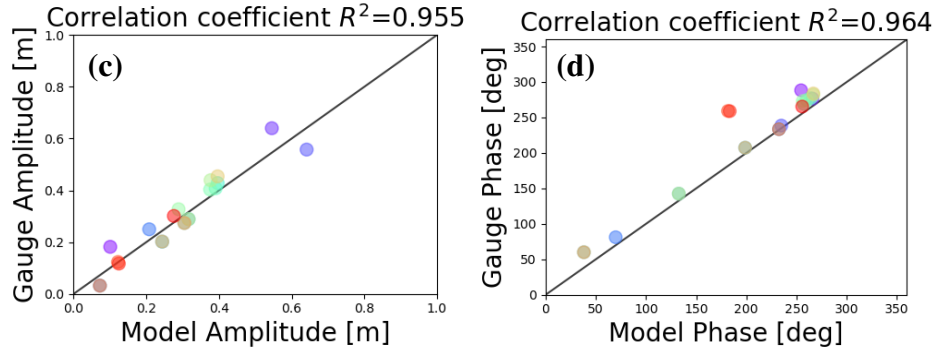 Correlation coefficient R²=0.955
(c)
Gauge Amplitude [m]
1.0
0.8
0.6
0.4
0.2
0.0
0.0 0.2 0.4 0.6 0.8 1.0
Model Amplitude [m]
Correlation coefficient R²=0.964
(d)
Gauge Phase [deg]
350
300
250
200
150
100
50
0
0 50 100 150 200 250 300 350
Model Phase [deg]